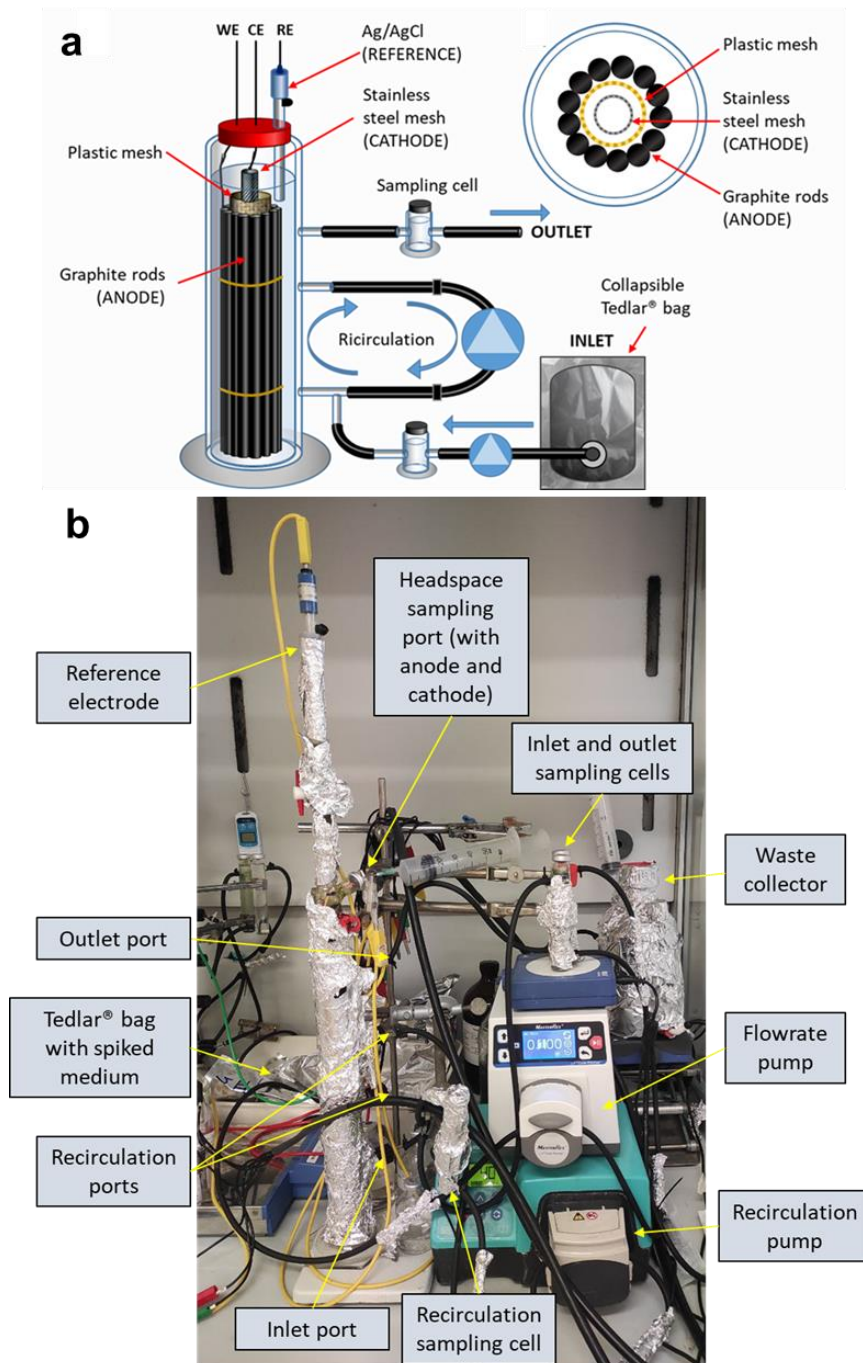 a
WE CE RE
Ag/AgCl
(REFERENCE)
Stainless
steel mesh
(CATHODE)
Plastic mesh
Graphite rods
(ANODE)
Sampling cell
OUTLET
Ricirculation
Plastic mesh
Stainless
steel mesh
(CATHODE)
Graphite rods
(ANODE)
Collapsible
Tedlar® bag
INLET
b
Headspace
sampling
port (with
anode and
cathode)
Reference
electrode
Inlet and outlet
sampling cells
Waste
collector
Outlet port
Tedlar® bag
with spiked
medium
Flowrate
pump
Recirculation
ports
Recirculation
pump
Inlet port
Recirculation
sampling cell
Masterflex